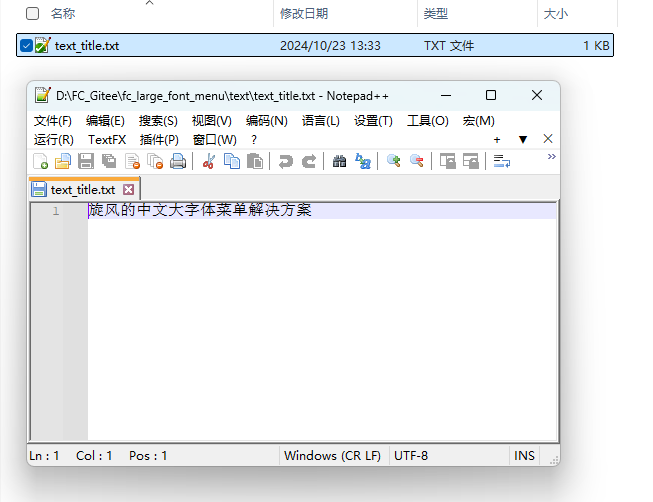 名称 修改日期 类型 大小
text_title.txt 2024/10/23 13:33 TXT 文件 1 KB
D:\FC_Gitee\fc_large_font_menu\text\text_title.txt - Notepad++
文件(F) 编辑(E) 搜索(S) 视图(V) 编码(N) 语言(L) 设置(T) 工具(O) 宏(M)
运行(R) TextFX 插件(P) 窗口(W) ? + ▼ X
text_title.txt
1 旋风的中文大字体菜单解决方案
Ln : 1 Col : 1 Pos : 1 Windows (CR LF) UTF-8 INS